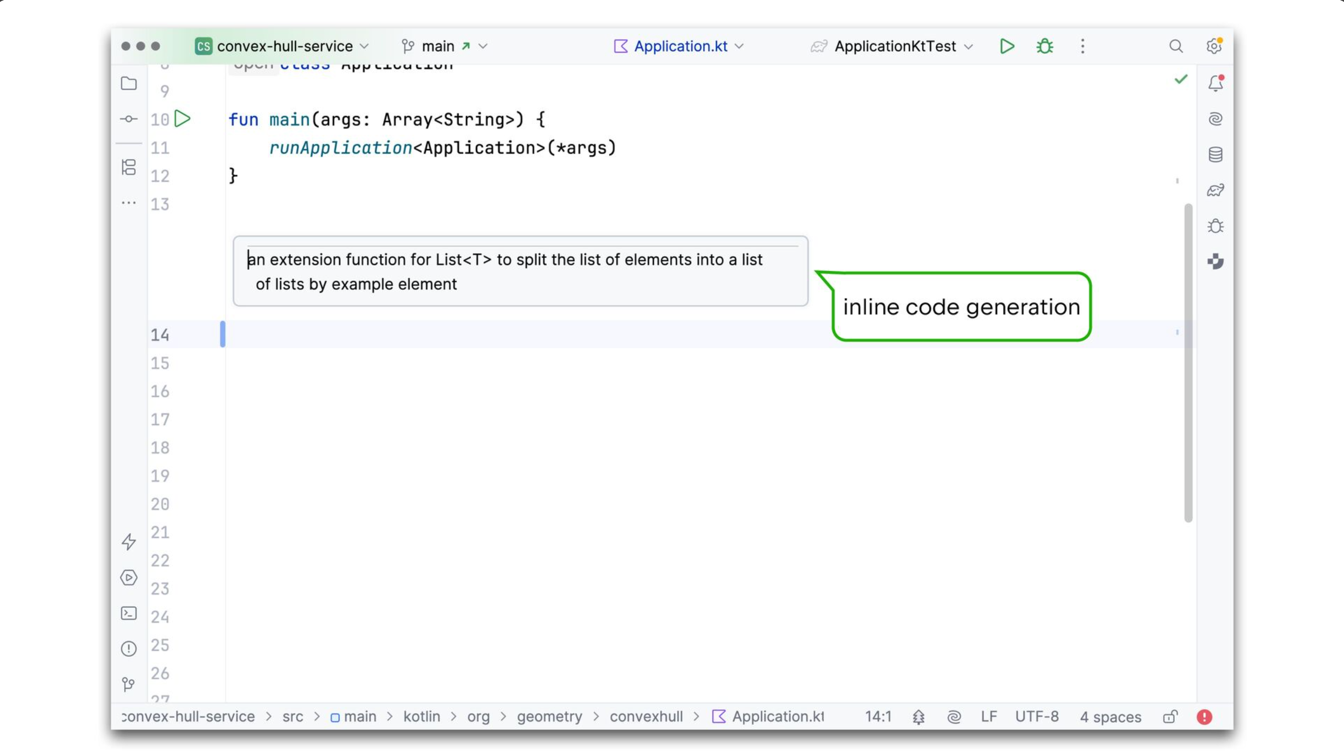 CS convex-hull-service main Application.kt ApplicationKtTest
8 open class Application
9
10 fun main(args: Array<String>) {
11 runApplication<Application>(*args)
12 }
13
an extension function for List<T> to split the list of elements into a list
of lists by example element
inline code generation
14
15
16
17
18
19
20
21
22
23
24
25
26
27
convex-hull-service > src > main > kotlin > org > geometry > convexhull > Application.kt 14:1 LF UTF-8 4 spaces